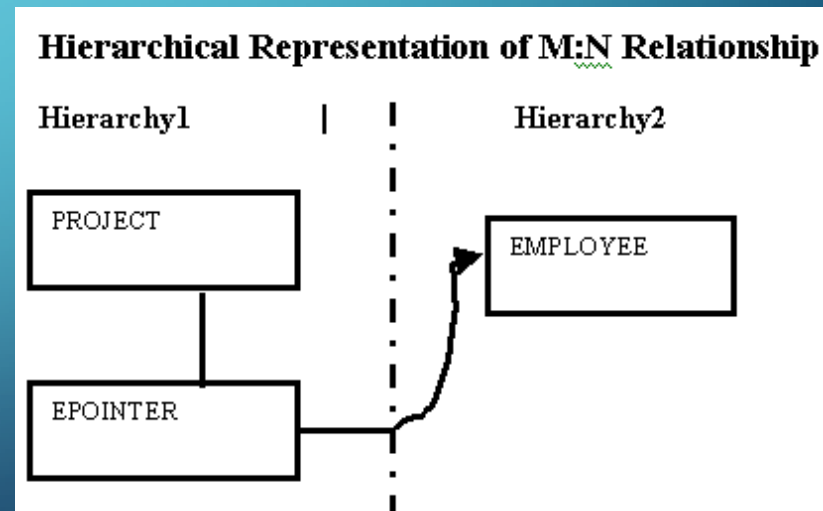 Hierarchical Representation of M:N Relationship
Hierarchy1 | Hierarchy2
PROJECT
EMPLOYEE
EPOINTER